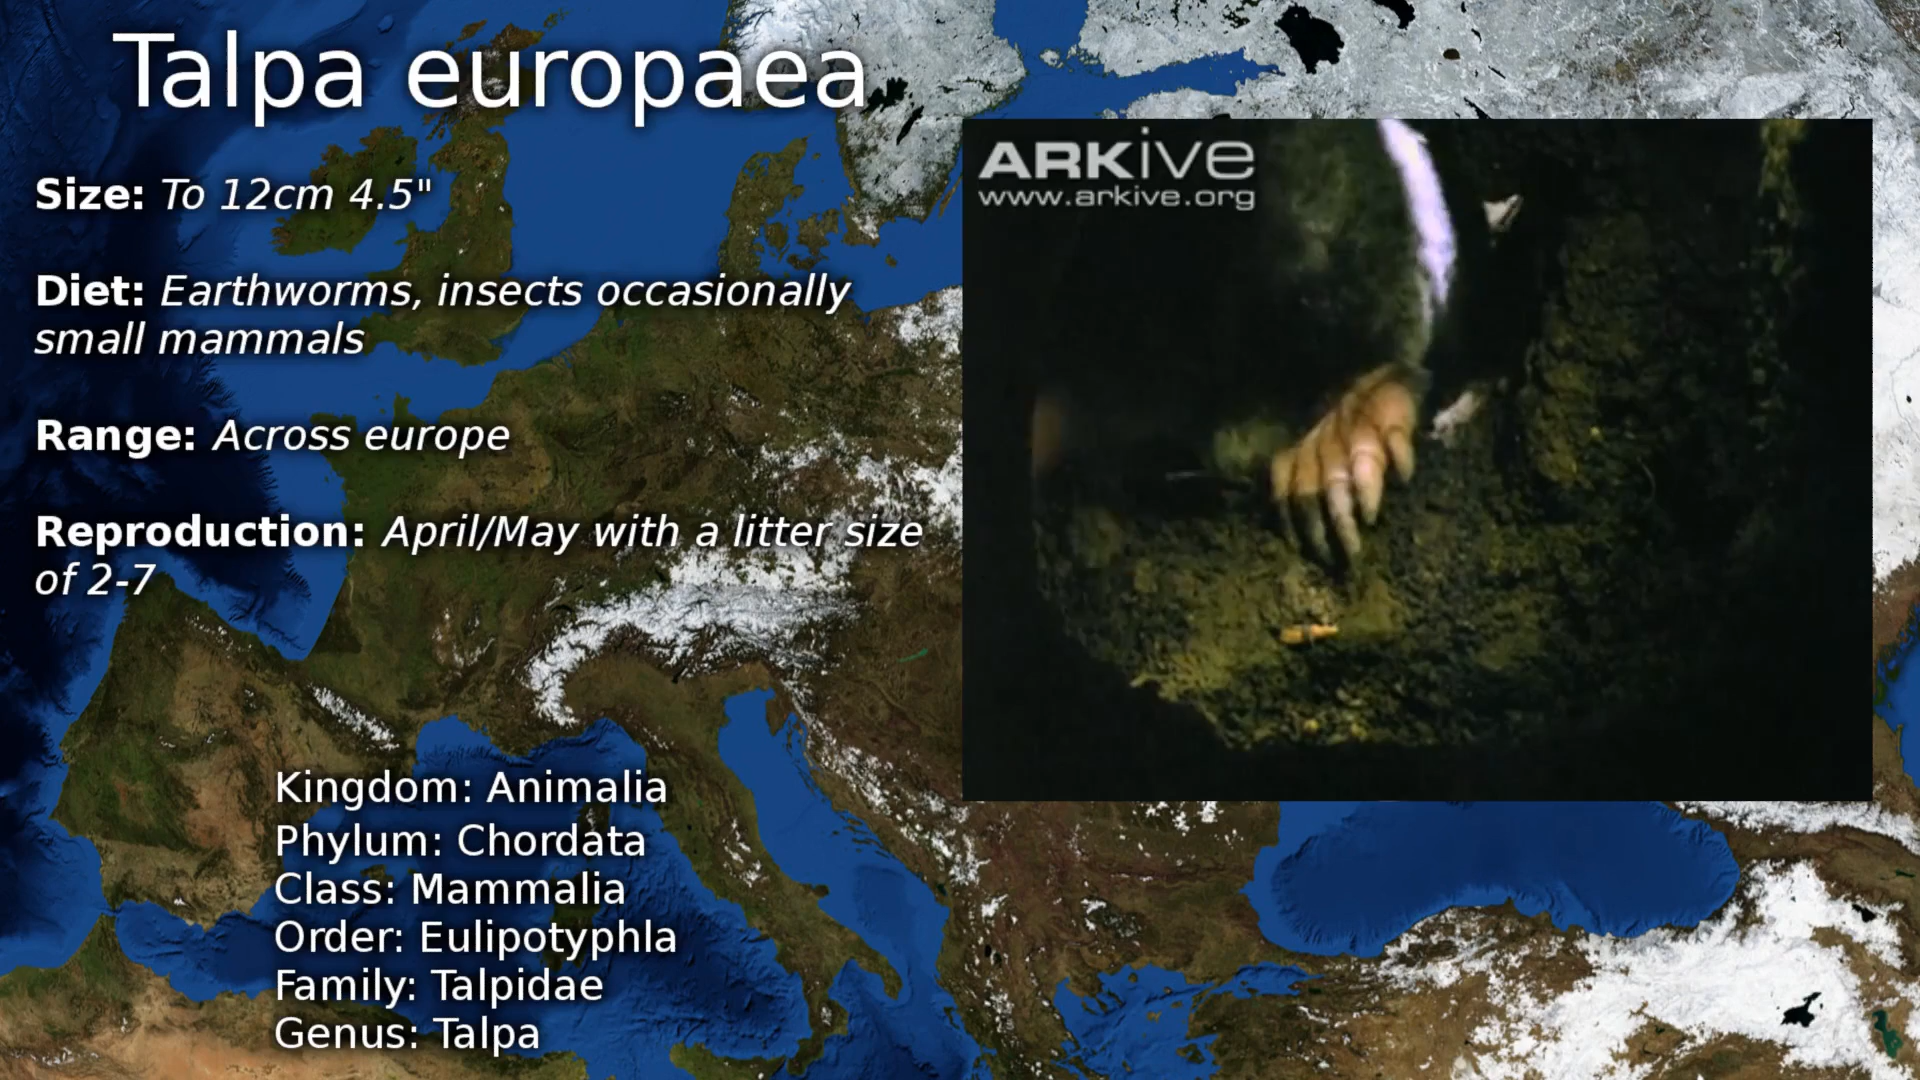 Talpa europaea
Size: To 12cm 4.5"
Diet: Earthworms, insects occasionally
small mammals
Range: Across europe
Reproduction: April/May with a litter size
of 2-7
ARKive
www.arkive.org
Kingdom: Animalia
Phylum: Chordata
Class: Mammalia
Order: Eulipotyphla
Family: Talpidae
Genus: Talpa